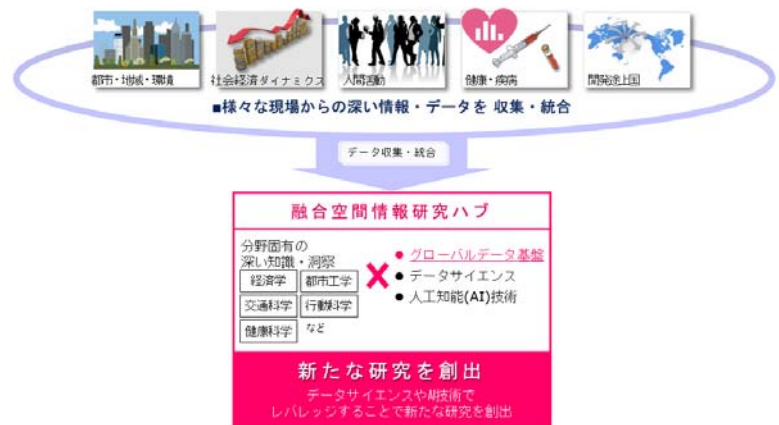 都市・地域・環境
社会経済ダイナミクス
人間活動
健康・疾病
開発途上国
■様々な現場からの深い情報・データを 収集・統合
データ収集・統合
融合空間情報研究ハブ
分野固有の
深い知識・洞察
経済学
都市工学
交通科学
行動科学
健康科学
など
×
● グローバルデータ基盤
● データサイエンス
● 人工知能(AI)技術
新たな研究を創出
データサイエンスやAI技術で
レバレッジすることで新たな研究を創出